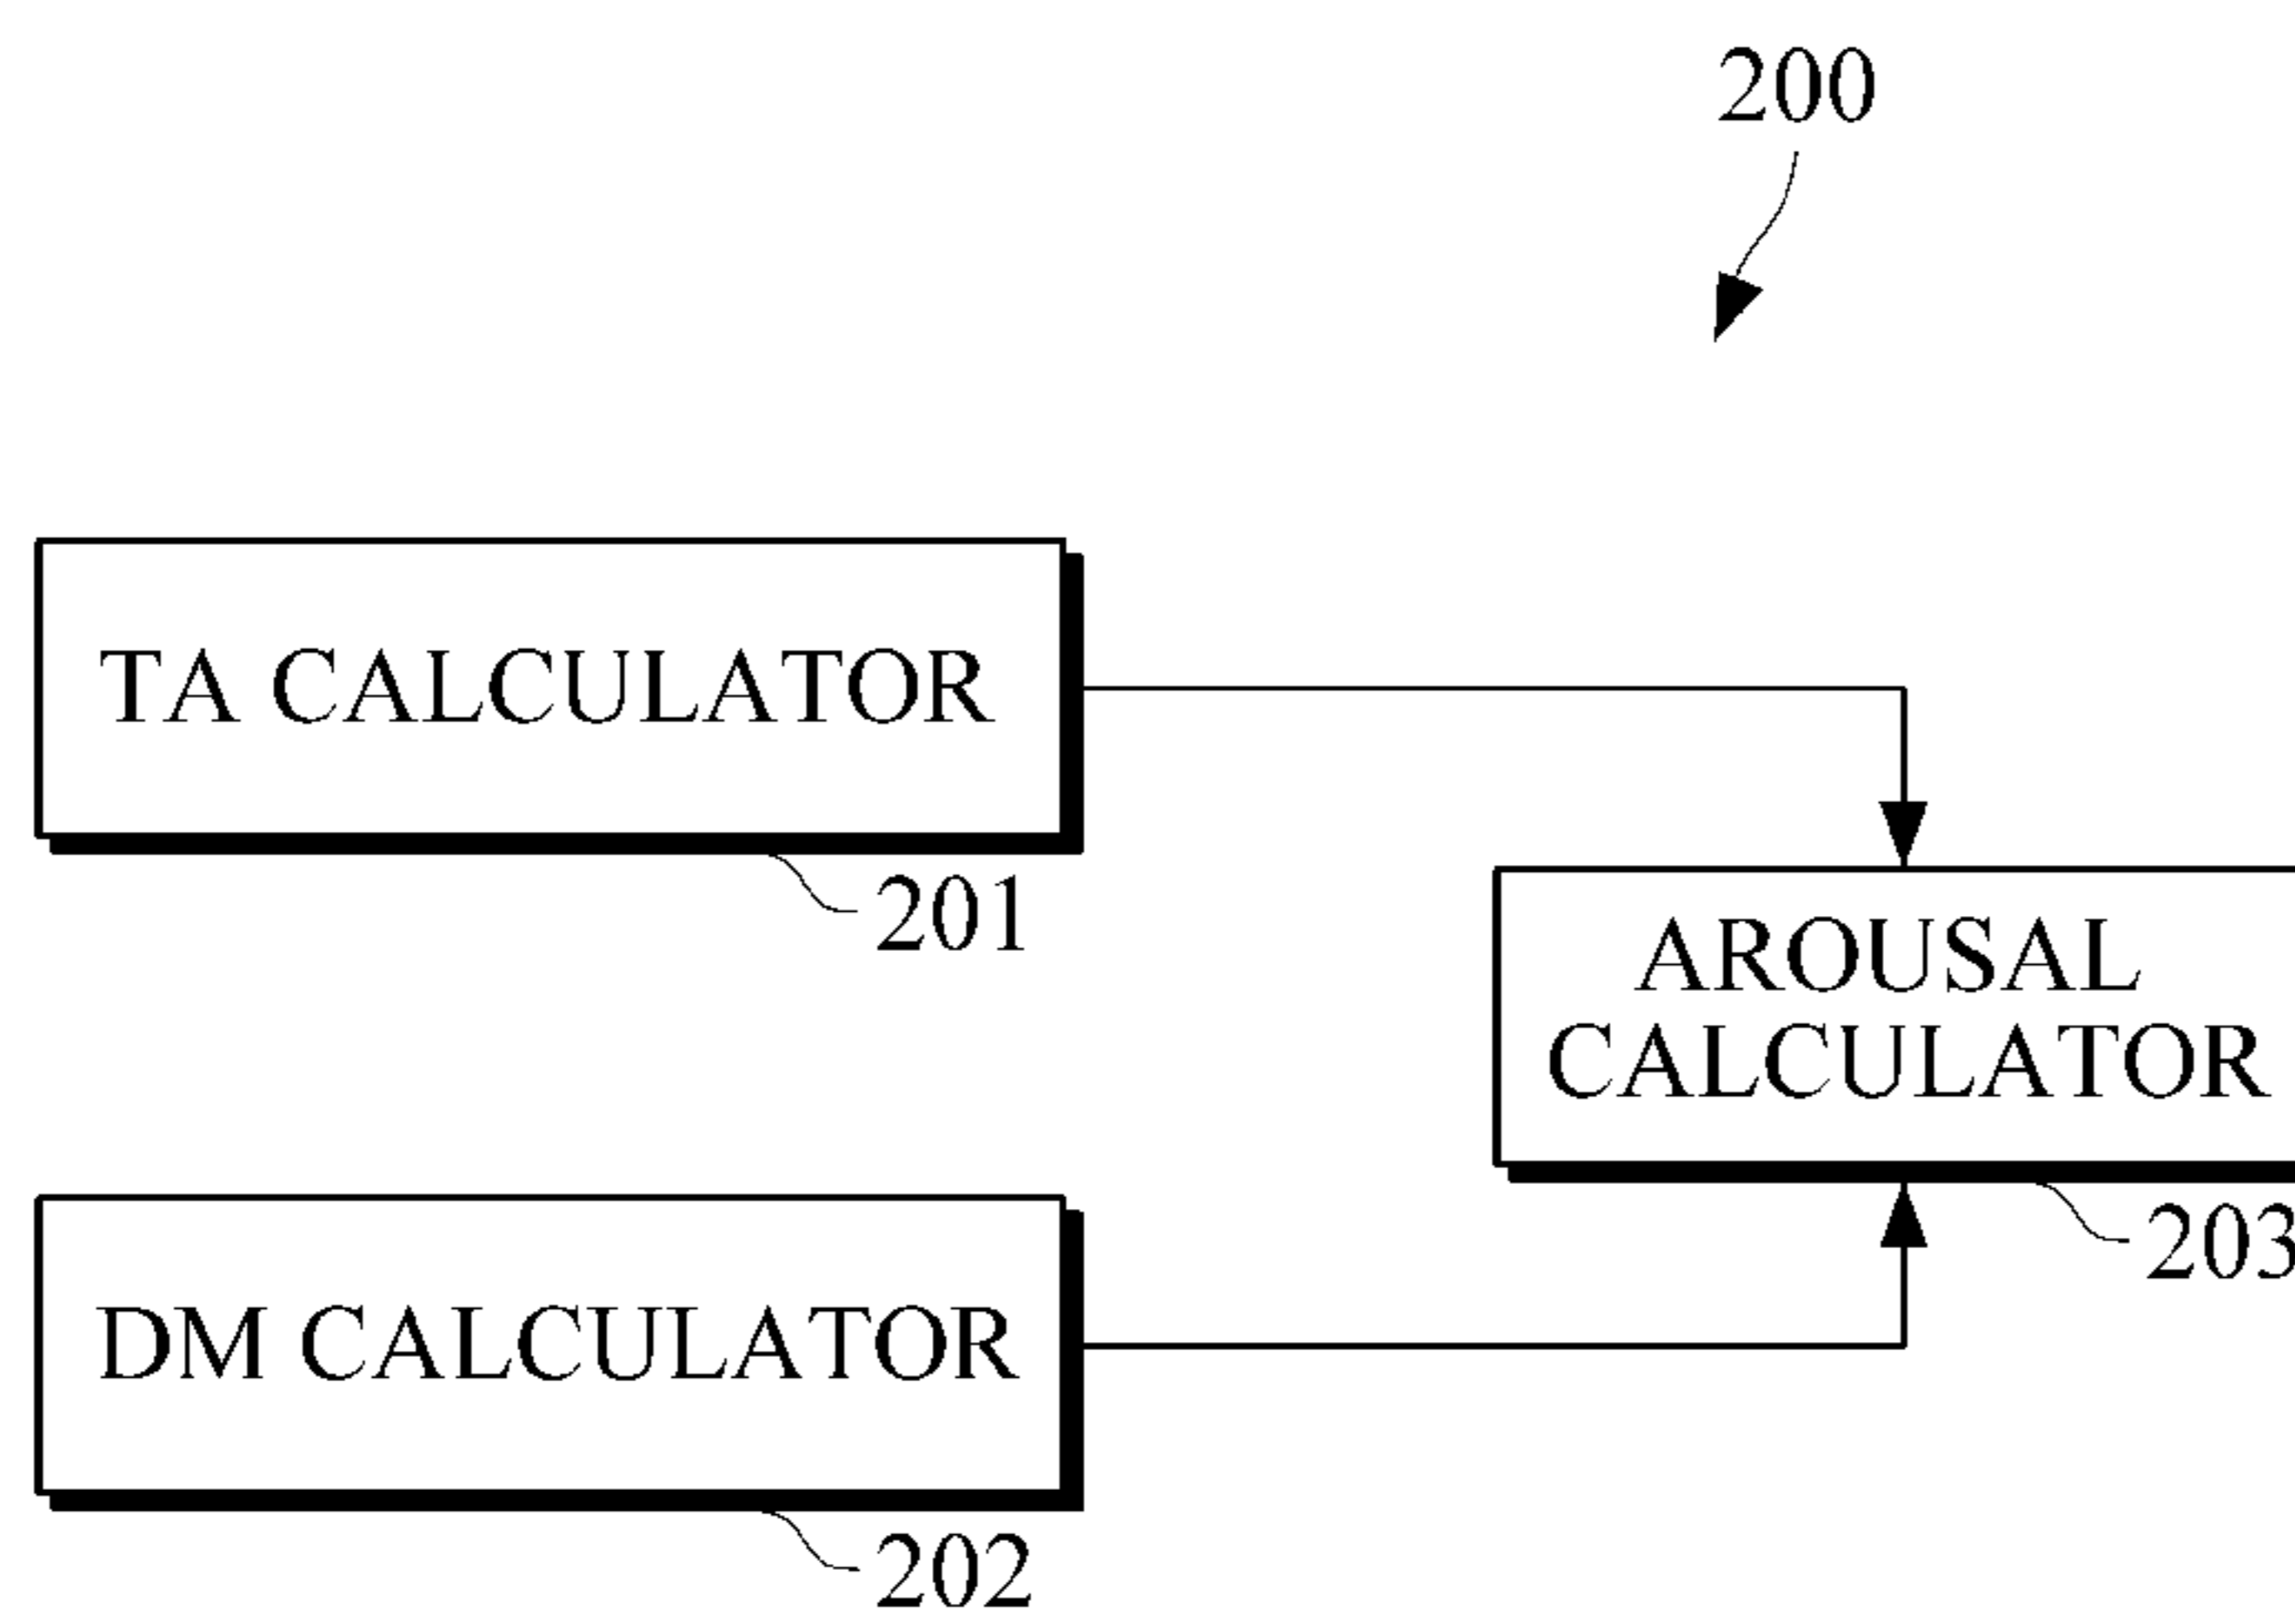 200
TA CALCULATOR
201
AROUSAL
CALCULATOR
203
DM CALCULATOR
202